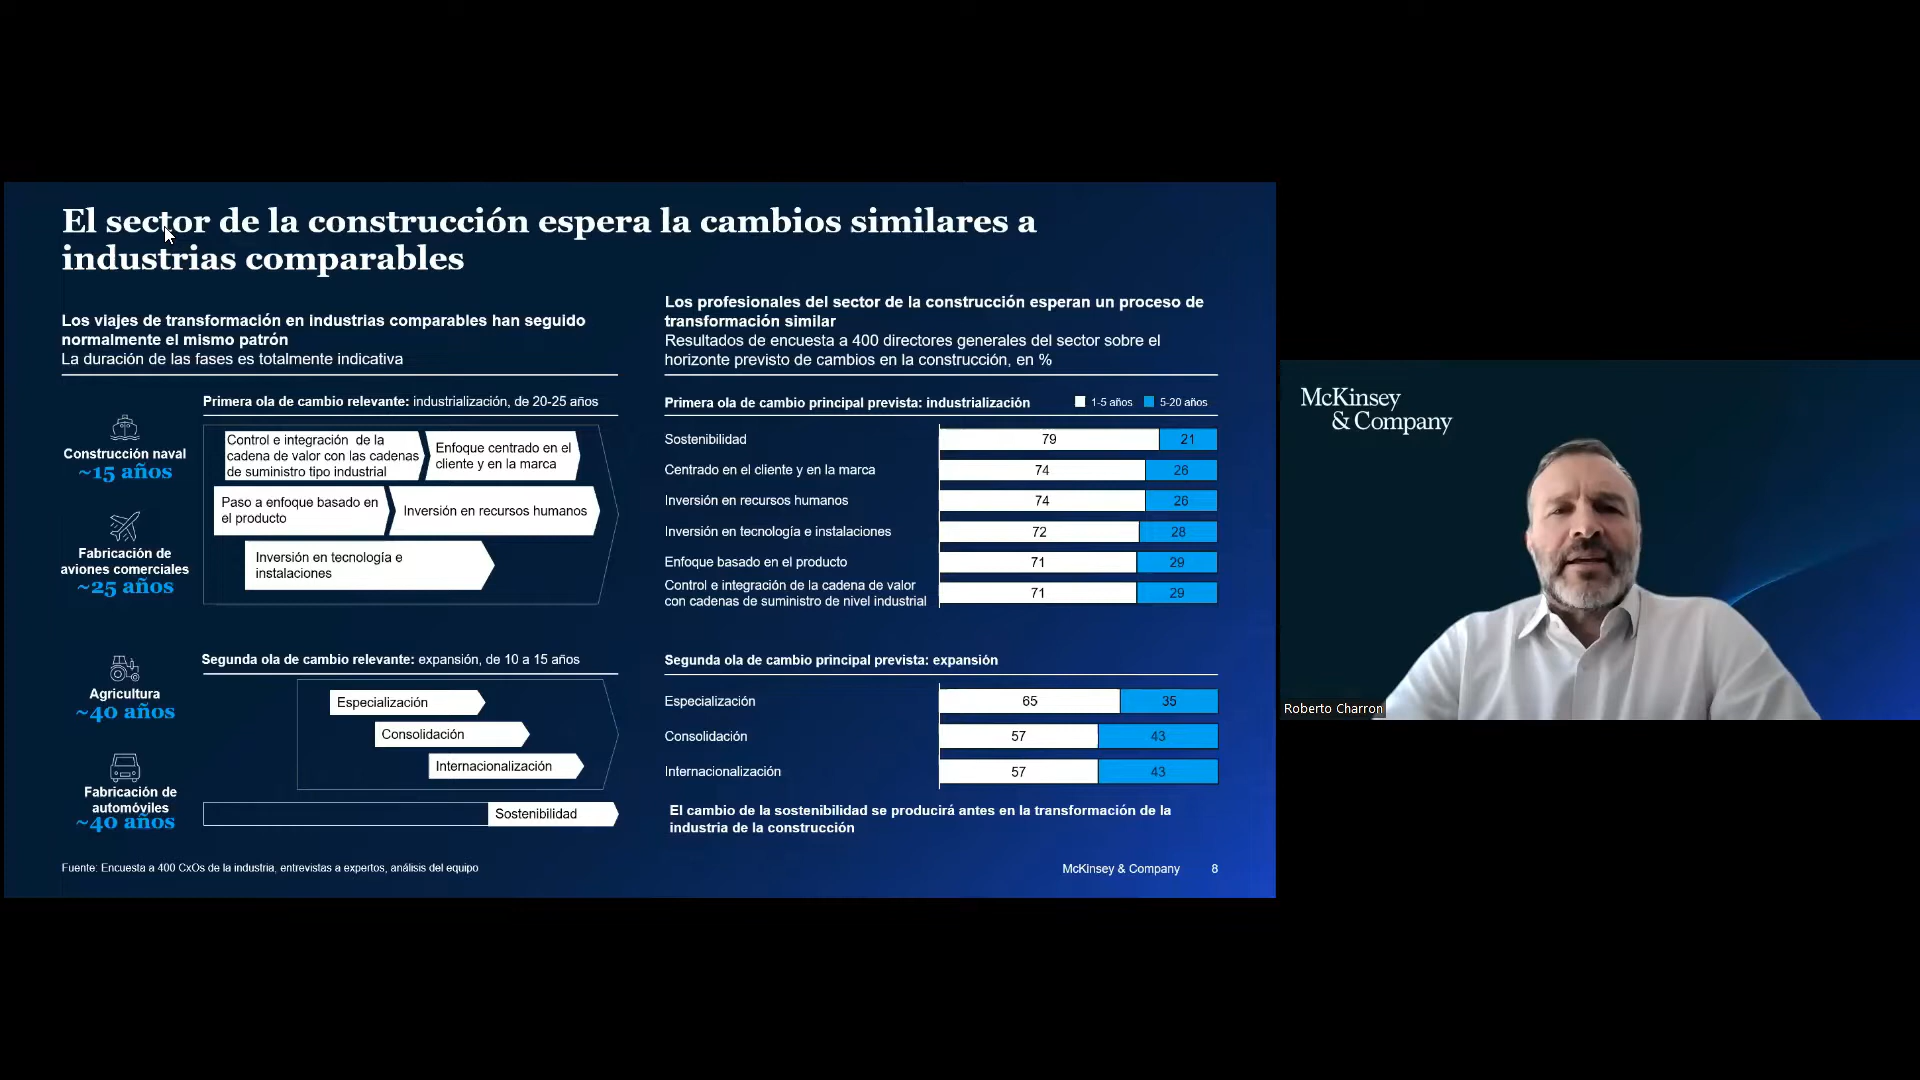 El sector de la construcción espera la cambios similares a
industrias comparables
Los viajes de transformación en industrias comparables han seguido
normalmente el mismo patrón
La duración de las fases es totalmente indicativa
Primera ola de cambio relevante: industrialización, de 20-25 años
Construcción naval
~15 años
Fabricación de
aviones comerciales
~25 años
Control e integración de la
cadena de valor con las cadenas
de suministro tipo industrial
Enfoque centrado en el
cliente y en la marca
Paso a enfoque basado en
el producto
Inversión en recursos humanos
Inversión en tecnología e
instalaciones
Segunda ola de cambio relevante: expansión, de 10 a 15 años
Agricultura
~40 años
Fabricación de
automóviles
~40 años
Especialización
Consolidación
Internacionalización
Sostenibilidad
Los profesionales del sector de la construcción esperan un proceso de
transformación similar
Resultados de encuesta a 400 directores generales del sector sobre el
horizonte previsto de cambios en la construcción, en %
Primera ola de cambio principal prevista: industrialización
1-5 años 5-20 años
Sostenibilidad 79 21
Centrado en el cliente y en la marca 74 26
Inversión en recursos humanos 74 26
Inversión en tecnología e instalaciones 72 28
Enfoque basado en el producto 71 29
Control e integración de la cadena de valor
con cadenas de suministro de nivel industrial 71 29
Segunda ola de cambio principal prevista: expansión
Especialización 65 35
Consolidación 57 43
Internacionalización 57 43
El cambio de la sostenibilidad se producirá antes en la transformación de la
industria de la construcción
Fuente: Encuesta a 400 CxOs de la industria, entrevistas a expertos, análisis del equipo
McKinsey & Company 8
McKinsey
& Company
Roberto Charron